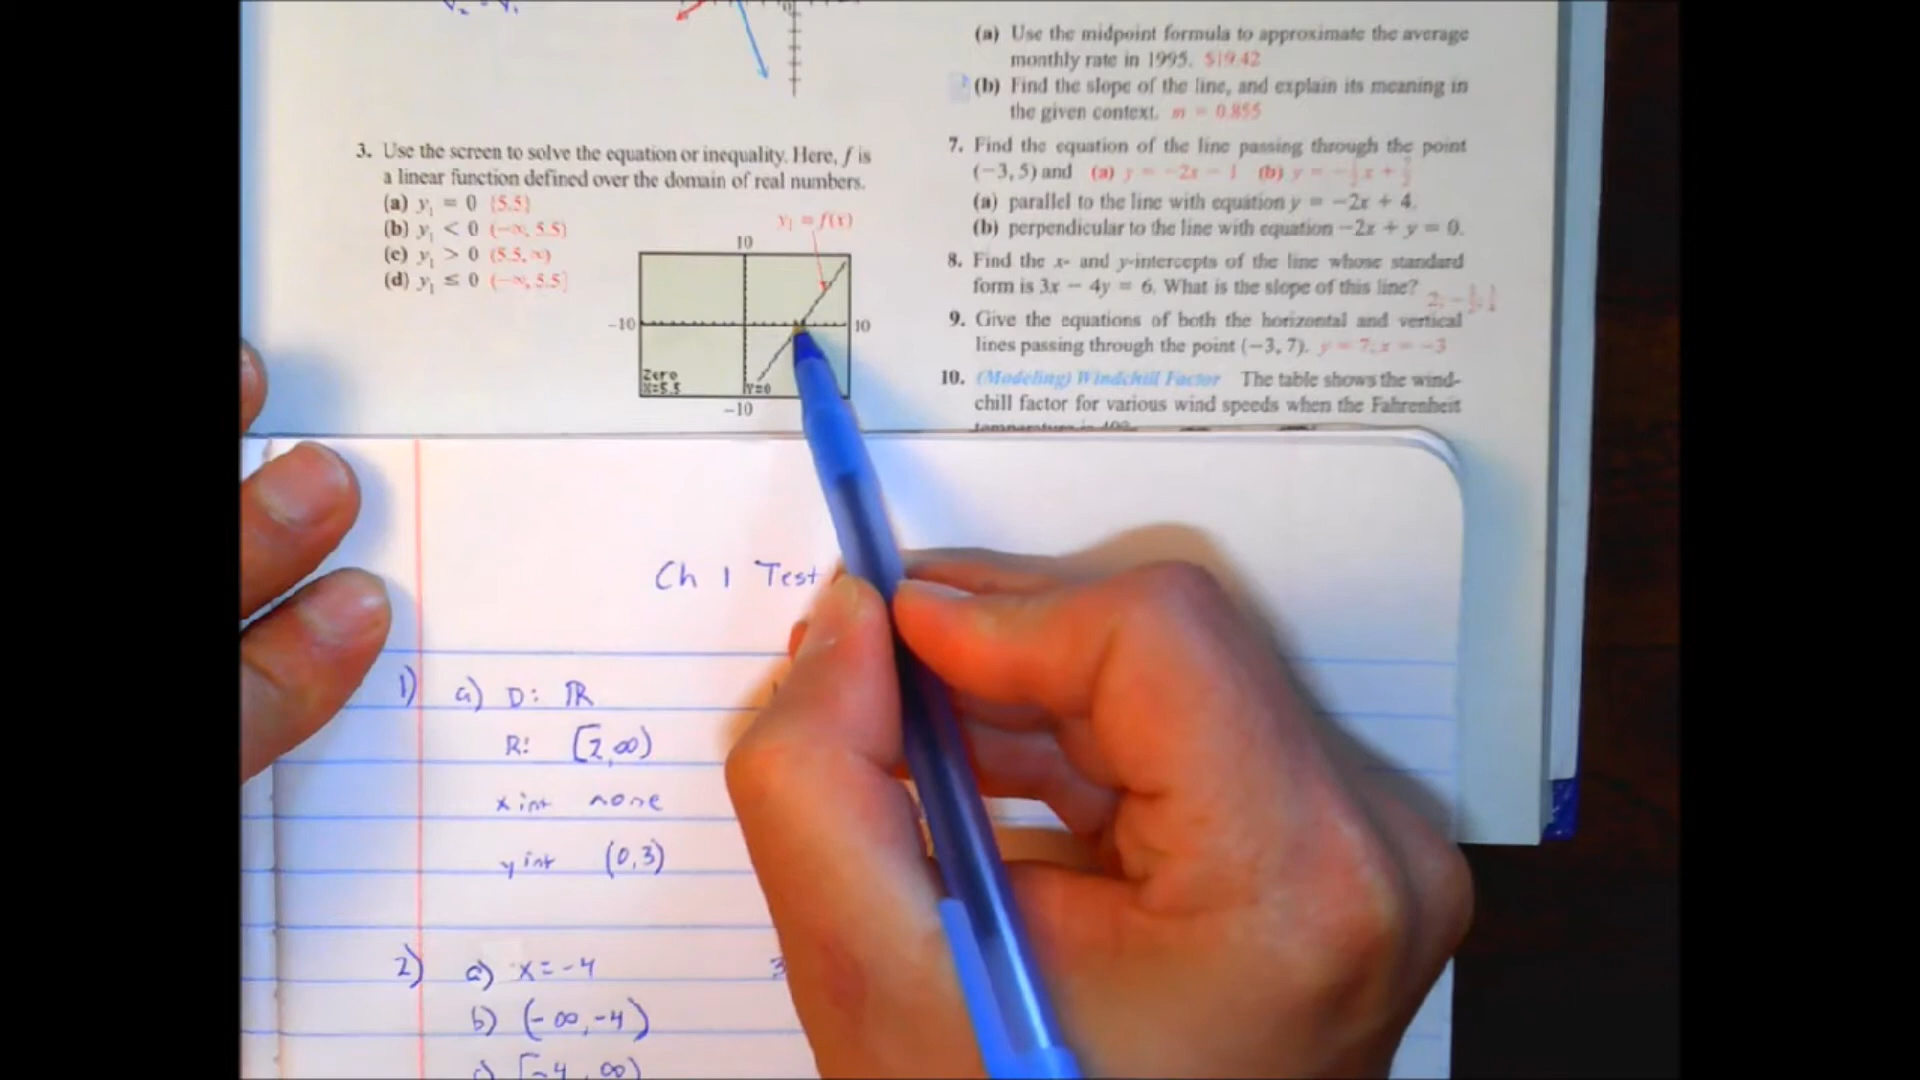 3. Use the screen to solve the equation or inequality. Here, f is
a linear function defined over the domain of real numbers.
(a) y₁ = 0 {5.5}
(b) y₁ < 0 (−∞, 5.5)
(c) y₁ > 0 (5.5, ∞)
(d) y₁ ≤ 0 (−∞, 5.5]
y₁ = f(x)
10
−10
10
Zero
X=5.5
Y=0
−10
(a) Use the midpoint formula to approximate the average
monthly rate in 1995. $19.42
(b) Find the slope of the line, and explain its meaning in
the given context. m = 0.855
7. Find the equation of the line passing through the point
(−3, 5) and (a) y = −2x − 1 (b)
(a) parallel to the line with equation y = −2x + 4.
(b) perpendicular to the line with equation −2x + y = 0.
8. Find the x- and y-intercepts of the line whose standard
form is 3x − 4y = 6. What is the slope of this line?
9. Give the equations of both the horizontal and vertical
lines passing through the point (−3, 7). y = 7; x = −3
10. (Modeling) Windchill Factor The table shows the wind-
chill factor for various wind speeds when the Fahrenheit
Ch 1 Test
1) a) D: ℝ
R: [2,∞)
x int none
y int (0,3)
2) a) x = -4
b) (-∞,-4)
c) [-4, ∞)